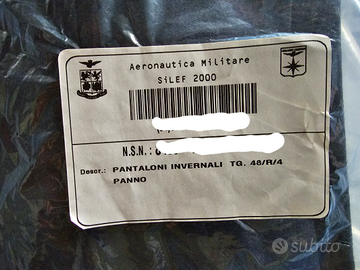 Aeronautica Militare
SiLEF 2000
N.S.N.:
Descr.: PANTALONI INVERNALI TG. 48/R/4
PANNO
subito